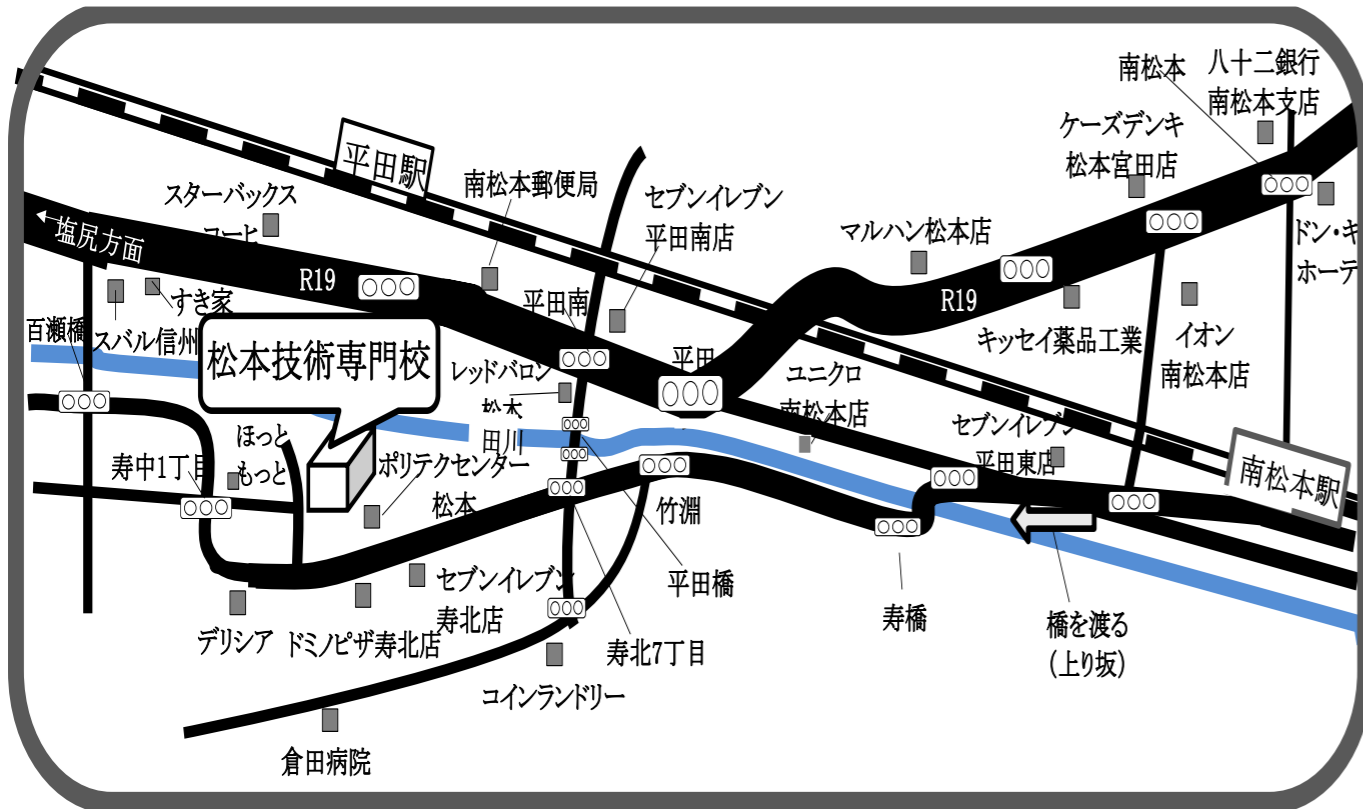 南松本
八十二銀行
南松本支店
ケーズデンキ
松本宮田店
平田駅
南松本郵便局
スターバックス
コーヒ
セブンイレブン
平田南店
マルハン松本店
ドン・キ
ホーテ
←塩尻方面
R19
すき家
平田南
R19
百瀬橋
スバル信州
松本技術専門校
レッドバロン
松本
平田
ユニクロ
南松本店
キッセイ薬品工業
イオン
南松本店
田川
セブンイレブン
平田東店
ほっと
もっと
寿中1丁目
ポリテクセンター
松本
竹淵
南松本駅
セブンイレブン
寿北店
平田橋
寿橋
橋を渡る
(上り坂)
デリシア
ドミノピザ寿北店
寿北7丁目
コインランドリー
倉田病院